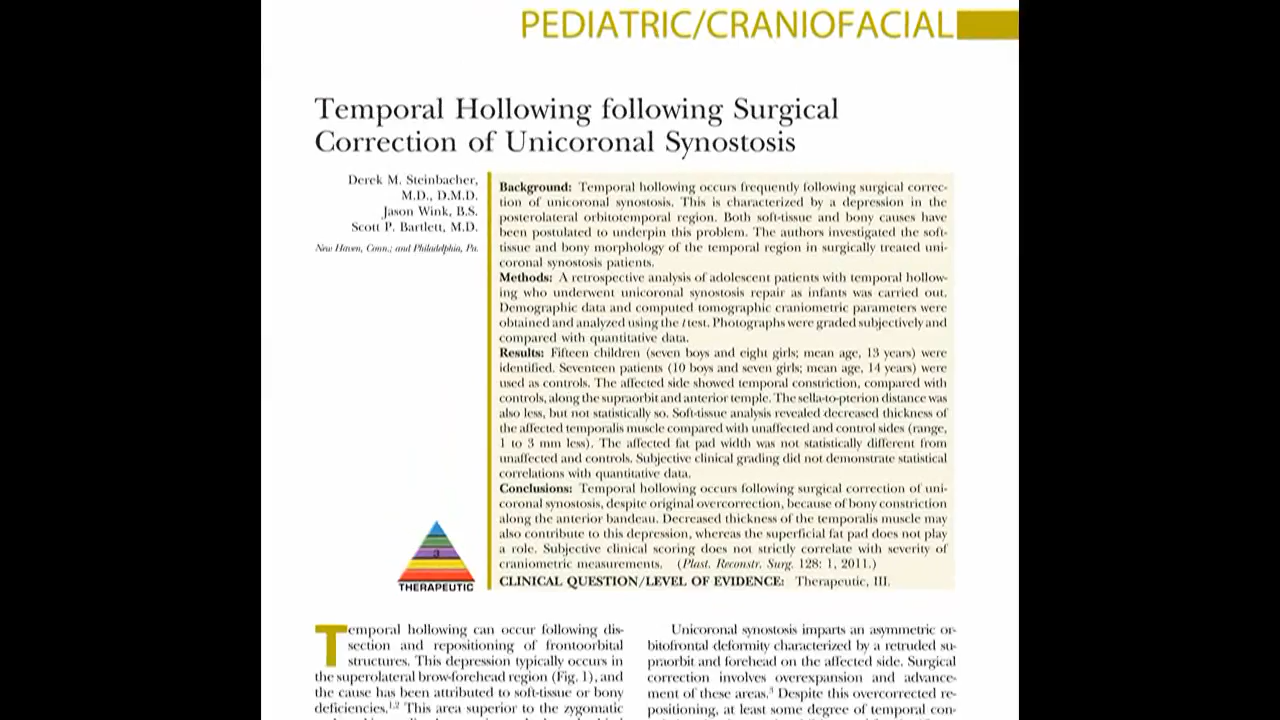 PEDIATRIC/CRANIOFACIAL
Temporal Hollowing following Surgical
Correction of Unicoronal Synostosis
Derek M. Steinbacher,
M.D., D.M.D.
Jason Wink, B.S.
Scott P. Bartlett, M.D.
New Haven, Conn.; and Philadelphia, Pa.
Background: Temporal hollowing occurs frequently following surgical correc-
tion of unicoronal synostosis. This is characterized by a depression in the
posterolateral orbitotemporal region. Both soft-tissue and bony causes have
been postulated to underpin this problem. The authors investigated the soft-
tissue and bony morphology of the temporal region in surgically treated uni-
coronal synostosis patients.
Methods: A retrospective analysis of adolescent patients with temporal hollow-
ing who underwent unicoronal synostosis repair as infants was carried out.
Demographic data and computed tomographic craniometric parameters were
obtained and analyzed using the t test. Photographs were graded subjectively and
compared with quantitative data.
Results: Fifteen children (seven boys and eight girls; mean age, 13 years) were
identified. Seventeen patients (10 boys and seven girls; mean age, 14 years) were
used as controls. The affected side showed temporal constriction, compared with
controls, along the supraorbit and anterior temple. The sella-to-pterion distance was
also less, but not statistically so. Soft-tissue analysis revealed decreased thickness of
the affected temporalis muscle compared with unaffected and control sides (range,
1 to 3 mm less). The affected fat pad width was not statistically different from
unaffected and controls. Subjective clinical grading did not demonstrate statistical
correlations with quantitative data.
Conclusions: Temporal hollowing occurs following surgical correction of uni-
coronal synostosis, despite original overcorrection, because of bony constriction
along the anterior bandeau. Decreased thickness of the temporalis muscle may
also contribute to this depression, whereas the superficial fat pad does not play
a role. Subjective clinical scoring does not strictly correlate with severity of
craniometric measurements. (Plast. Reconstr. Surg. 128: 1, 2011.)
CLINICAL QUESTION/LEVEL OF EVIDENCE: Therapeutic, III.
3
THERAPEUTIC
Temporal hollowing can occur following dis-
section and repositioning of frontoorbital
structures. This depression typically occurs in
the superolateral brow-forehead region (Fig. 1), and
the cause has been attributed to soft-tissue or bony
deficiencies.1,2 This area superior to the zygomatic
Unicoronal synostosis imparts an asymmetric or-
bitofrontal deformity characterized by a retruded su-
praorbit and forehead on the affected side. Surgical
correction involves overexpansion and advance-
ment of these areas.3 Despite this overcorrected re-
positioning, at least some degree of temporal con-